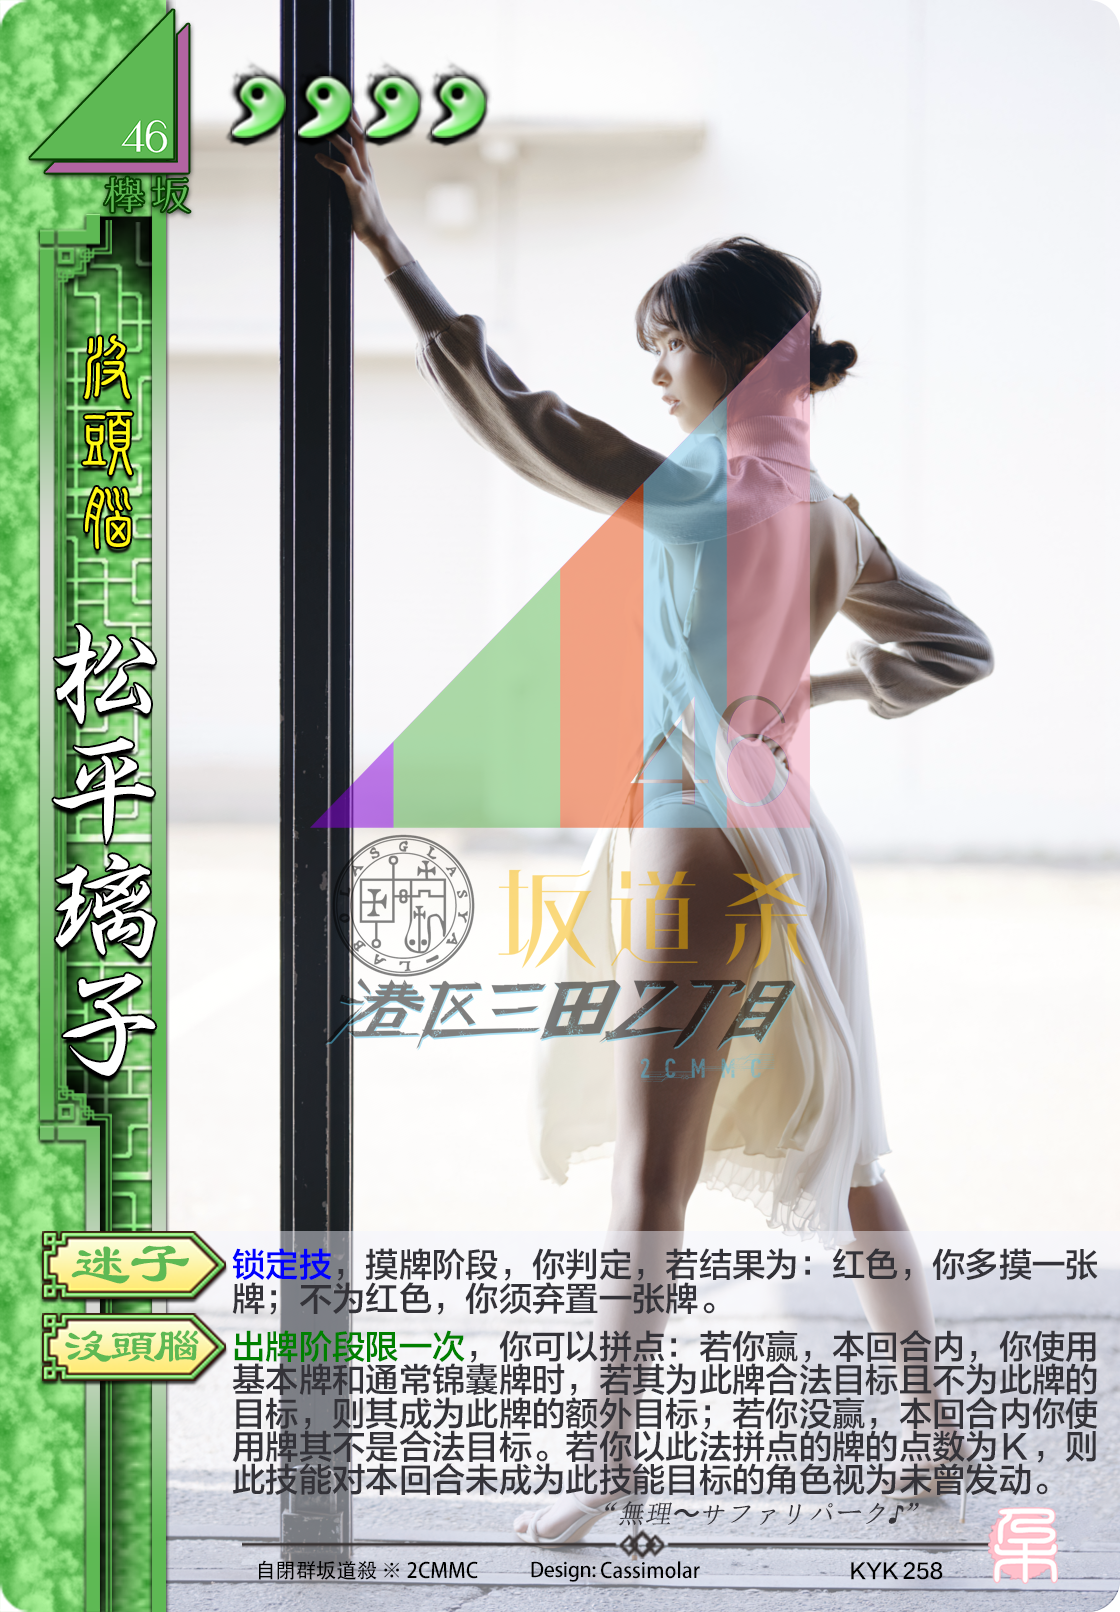 46
欅坂
沒頭腦
松平璃子
46
GLASYA-LABOLAS
坂道杀
港区三田2丁目
2CMMC
迷子
锁定技，摸牌阶段，你判定，若结果为：红色，你多摸一张
牌；不为红色，你须弃置一张牌。
沒頭腦
出牌阶段限一次，你可以拼点：若你赢，本回合内，你使用
基本牌和通常锦囊牌时，若其为此牌合法目标且不为此牌的
目标，则其成为此牌的额外目标；若你没赢，本回合内你使
用牌其不是合法目标。若你以此法拼点的牌的点数为K，则
此技能对本回合未成为此技能目标的角色视为未曾发动。
“無理～サファリパーク♪”
自閉群坂道殺 ※ 2CMMC
Design: Cassimolar
KYK 258